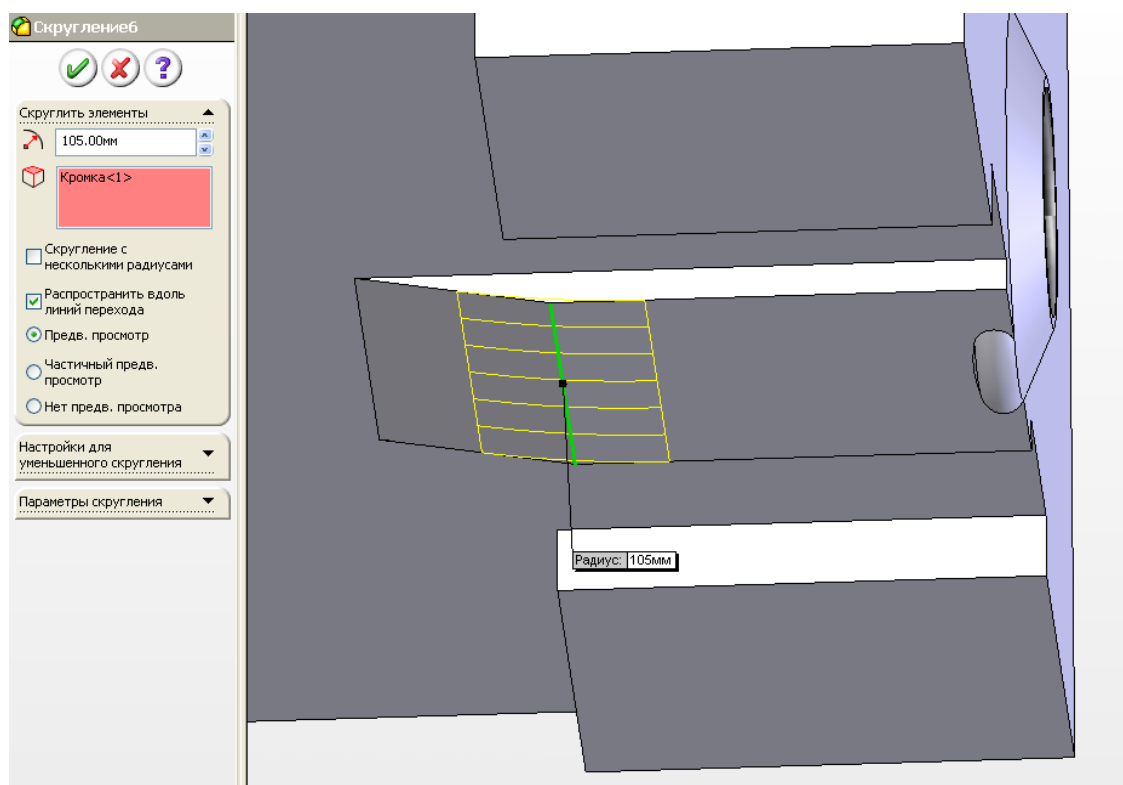 Скругление6
?
Скруглить элементы
105.00мм
Кромка<1>
Скругление с
несколькими радиусами
Распространить вдоль
линий перехода
Предв. просмотр
Частичный предв.
просмотр
Нет предв. просмотра
Настройки для
уменьшенного скругления
Параметры скругления
Радиус: 105мм